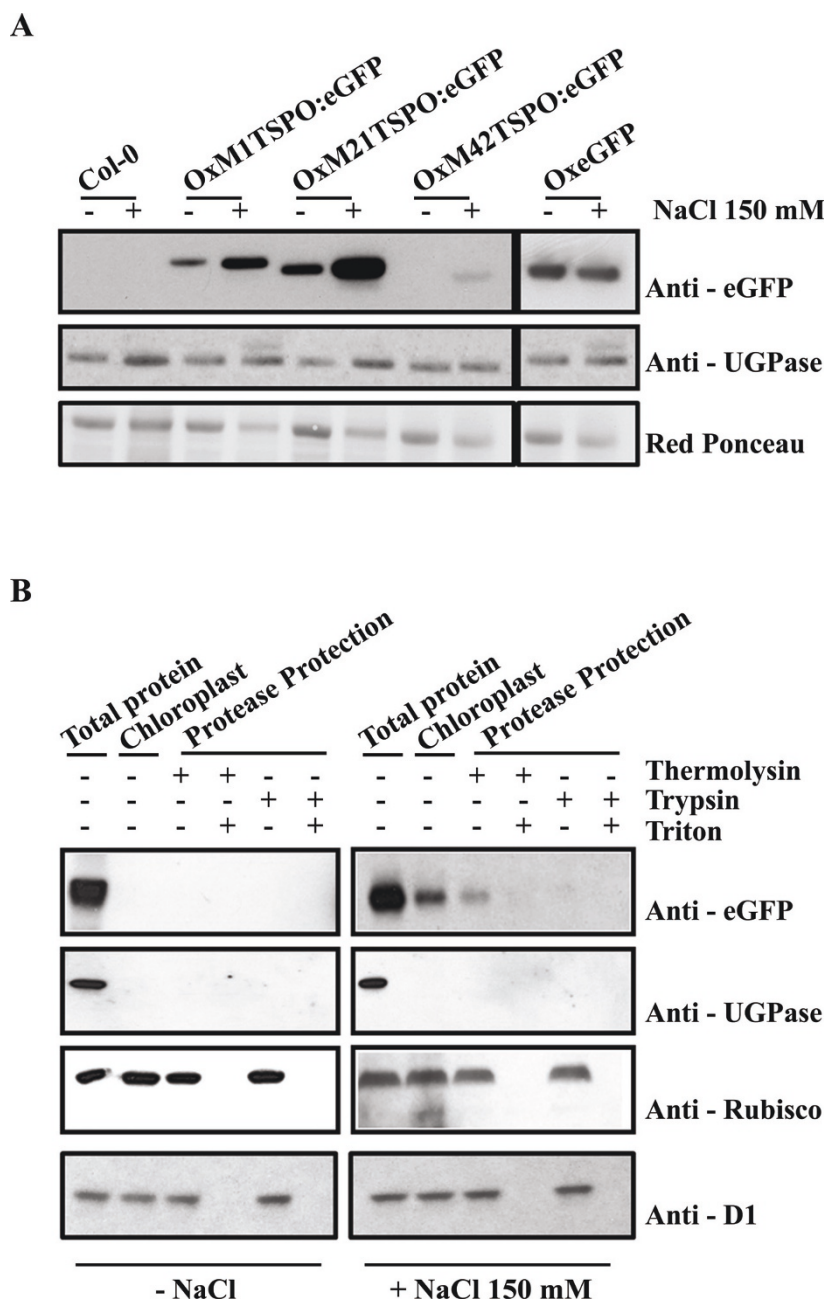 A
Col-0 OxM1TSPO:eGFP OxM21TSPO:eGFP OxM42TSPO:eGFP OxeGFP
- + - + - + - + - + NaCl 150 mM
Anti - eGFP
Anti - UGPase
Red Ponceau
B
Total protein Chloroplast Protease Protection Total protein Chloroplast Protease Protection
- - + + - - - - + + - - Thermolysin
- - - - + + - - - - + + Trypsin
- - - + - + - - - + - + Triton
Anti - eGFP
Anti - UGPase
Anti - Rubisco
Anti - D1
- NaCl + NaCl 150 mM